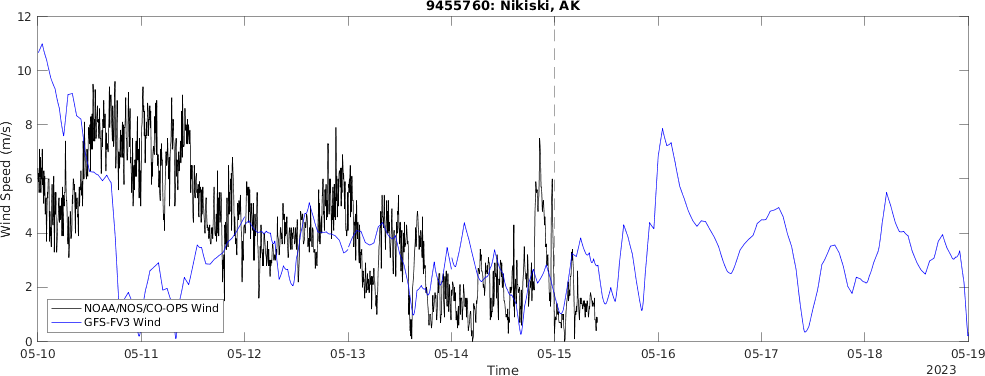 9455760: Nikiski, AK
Wind Speed (m/s)
12
10
8
6
4
2
0
NOAA/NOS/CO-OPS Wind
GFS-FV3 Wind
05-10 05-11 05-12 05-13 05-14 05-15 05-16 05-17 05-18 05-19
Time
2023